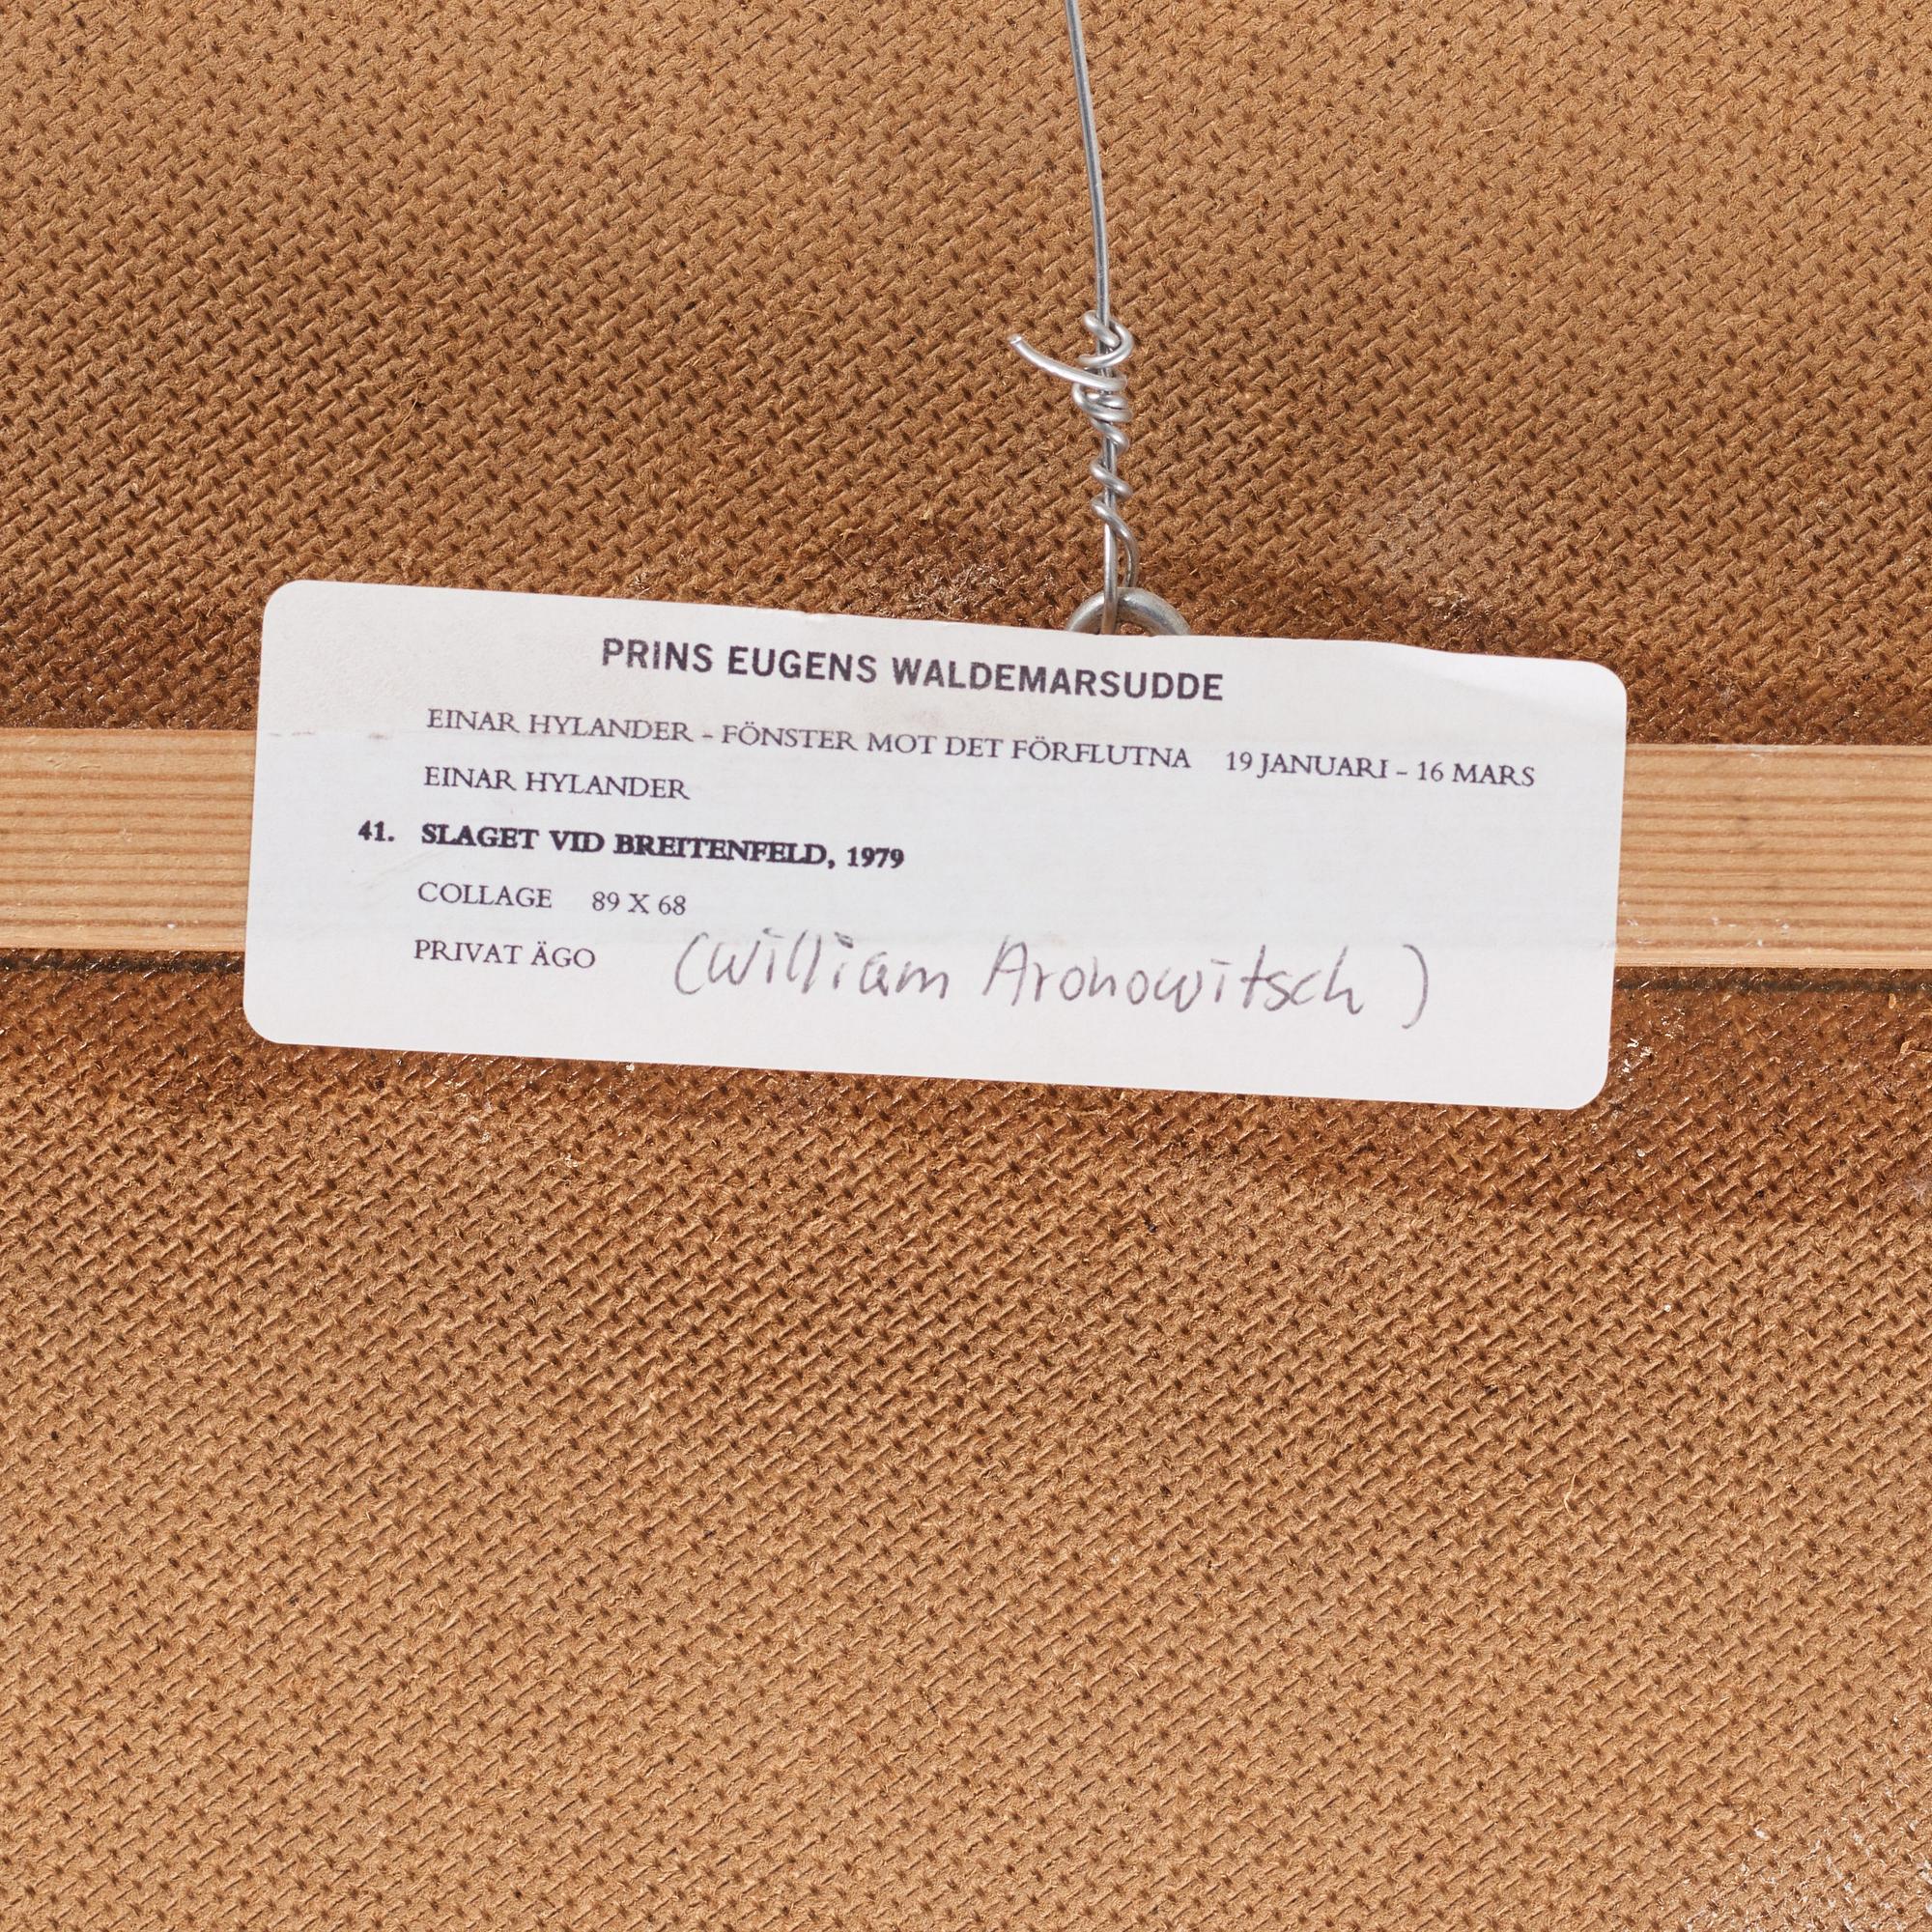 PRINS EUGENS WALDEMARSUDDE
EINAR HYLANDER - FÖNSTER MOT DET FÖRFLUTNA 19 JANUARI - 16 MARS
EINAR HYLANDER
41. SLAGET VID BREITENFELD, 1979
COLLAGE 89 X 68
PRIVAT ÄGO (William Aronowitsch)